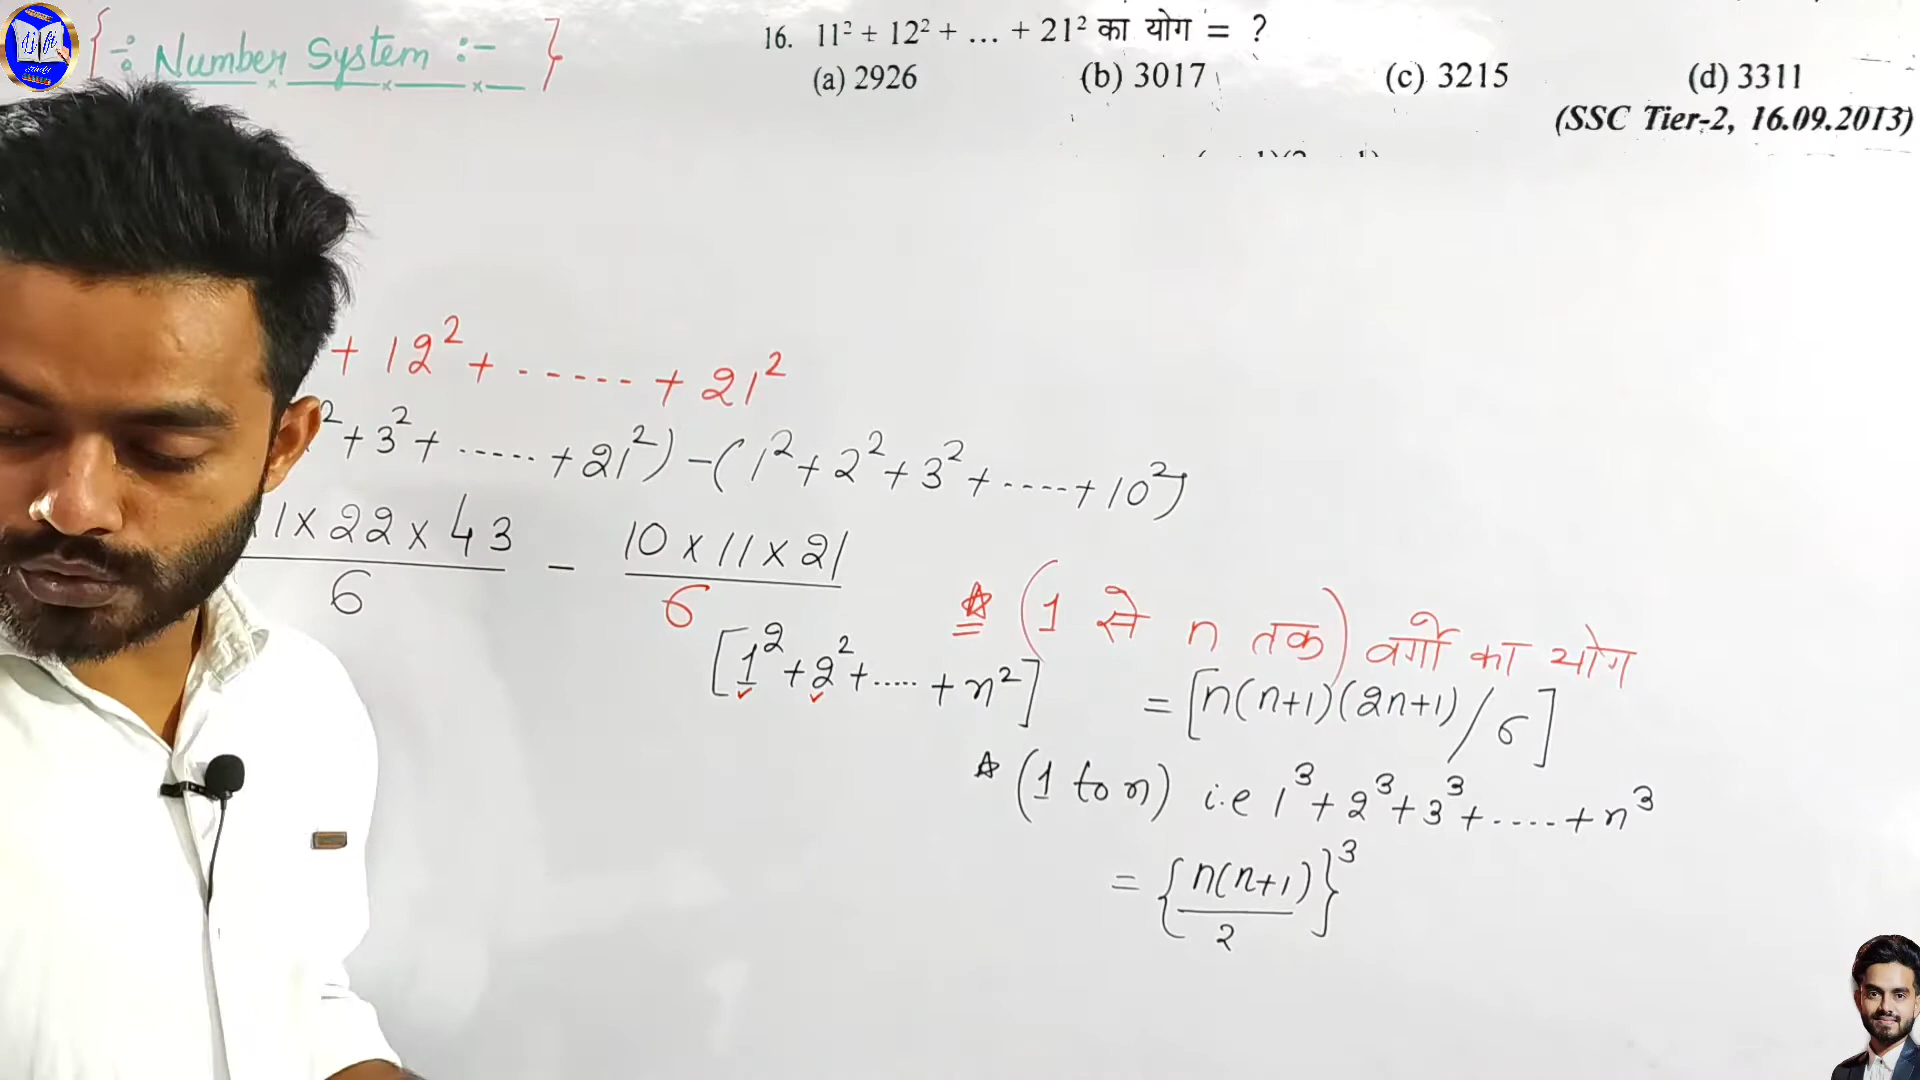 { ÷ Number System :- }
16. 11² + 12² + ... + 21² का योग = ?
(a) 2926 (b) 3017 (c) 3215 (d) 3311
(SSC Tier-2, 16.09.2013)
+ 12² + ...... + 21²
² + 3² + ...... + 21²) - (1² + 2² + 3² + ...... + 10²)
1 × 22 × 43 / 6 - 10 × 11 × 21 / 6
☆ (1 से n तक) वर्गो का योग
[1² + 2² + ...... + n²] = [n(n+1)(2n+1)/6]
☆ (1 to n) i.e 1³ + 2³ + 3³ + ...... + n³
= {n(n+1)/2}³